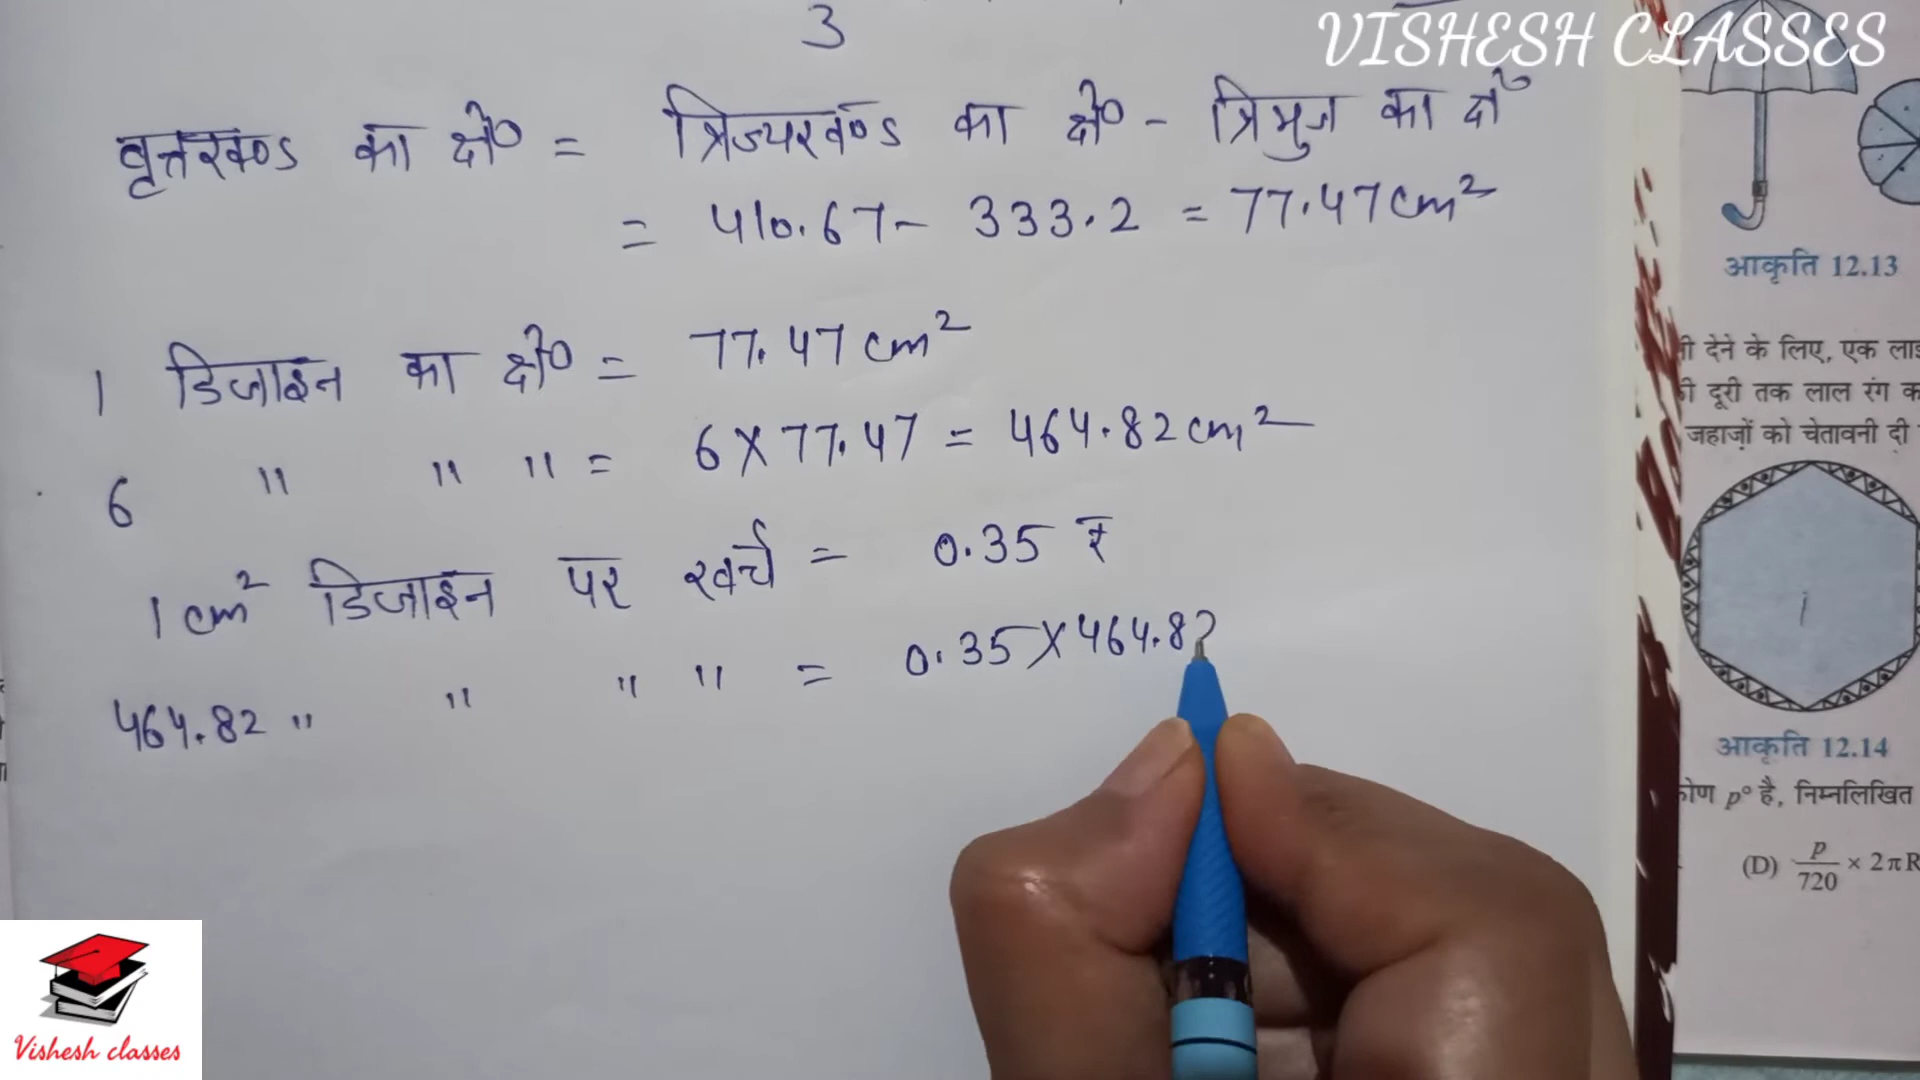 3
VISHESH CLASSES
वृत्तखण्ड का क्षे० = त्रिज्यखण्ड का क्षे० - त्रिभुज का क्षे०
= 410.67 - 333.2 = 77.47 cm²
1 डिजाइन का क्षे० = 77.47 cm²
6 " " " = 6 × 77.47 = 464.82 cm²
1 cm² डिजाइन पर खर्च = 0.35 ₹
464.82 " " " " = 0.35 × 464.82
आकृति 12.13
देने के लिए, एक
दूरी तक लाल रंग
जहाज़ों को चेतावनी दी
1
आकृति 12.14
p° है, निम्नलिखित
(D) p/720 × 2πR
Vishesh classes